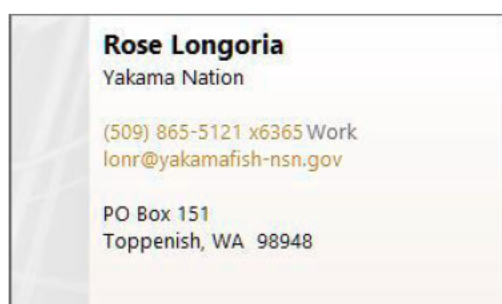 Rose Longoria
Yakama Nation
(509) 865-5121 x6365 Work
lonr@yakamafish-nsn.gov
PO Box 151
Toppenish, WA  98948